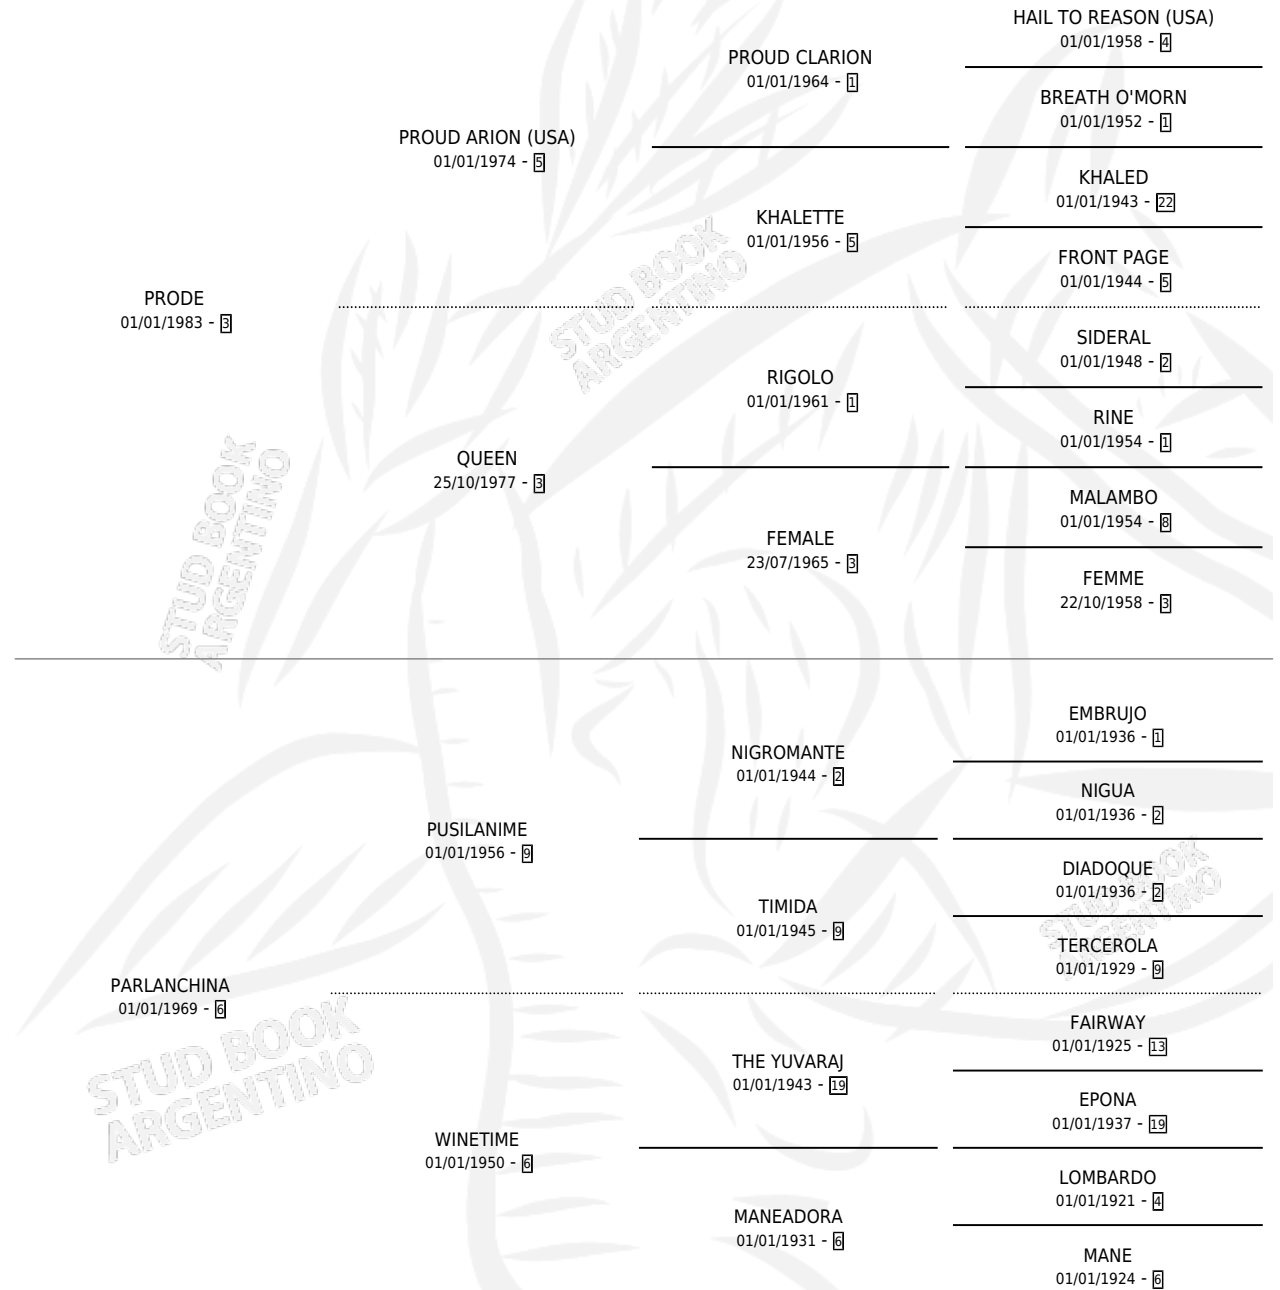 HAIL TO REASON (USA)
01/01/1958 - 4
PROUD CLARION
01/01/1964 - 1
BREATH O'MORN
01/01/1952 - 1
PROUD ARION (USA)
01/01/1974 - 5
KHALED
01/01/1943 - 22
KHALETTE
01/01/1956 - 5
FRONT PAGE
01/01/1944 - 5
PRODE
01/01/1983 - 3
SIDERAL
01/01/1948 - 2
RIGOLO
01/01/1961 - 1
RINE
01/01/1954 - 1
QUEEN
25/10/1977 - 3
MALAMBO
01/01/1954 - 8
FEMALE
23/07/1965 - 3
FEMME
22/10/1958 - 3
EMBRUJO
01/01/1936 - 1
NIGROMANTE
01/01/1944 - 2
NIGUA
01/01/1936 - 2
PUSILANIME
01/01/1956 - 9
DIADOQUE
01/01/1936 - 2
TIMIDA
01/01/1945 - 9
TERCEROLA
01/01/1929 - 9
PARLANCHINA
01/01/1969 - 6
FAIRWAY
01/01/1925 - 13
THE YUVARAJ
01/01/1943 - 19
EPONA
01/01/1937 - 19
WINETIME
01/01/1950 - 6
LOMBARDO
01/01/1921 - 4
MANEADORA
01/01/1931 - 6
MANE
01/01/1924 - 6
STUD BOOK
ARGENTINO
STUD BOOK
ARGENTINO
STUD BOOK
ARGENTINO
STUD BOOK
ARGENTINO